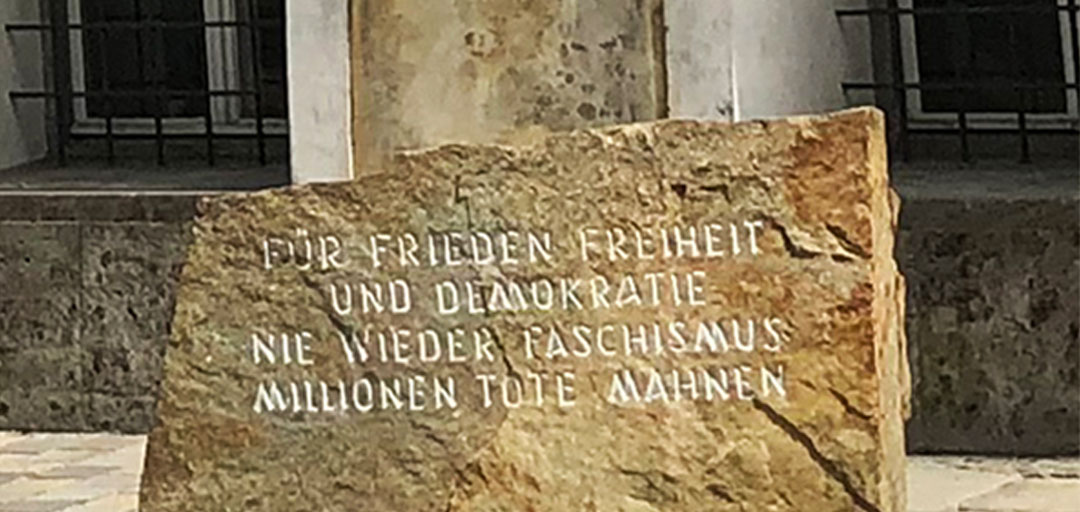 FÜR FRIEDEN FREIHEIT
UND DEMOKRATIE
NIE WIEDER FASCHISMUS
MILLIONEN TOTE MAHNEN